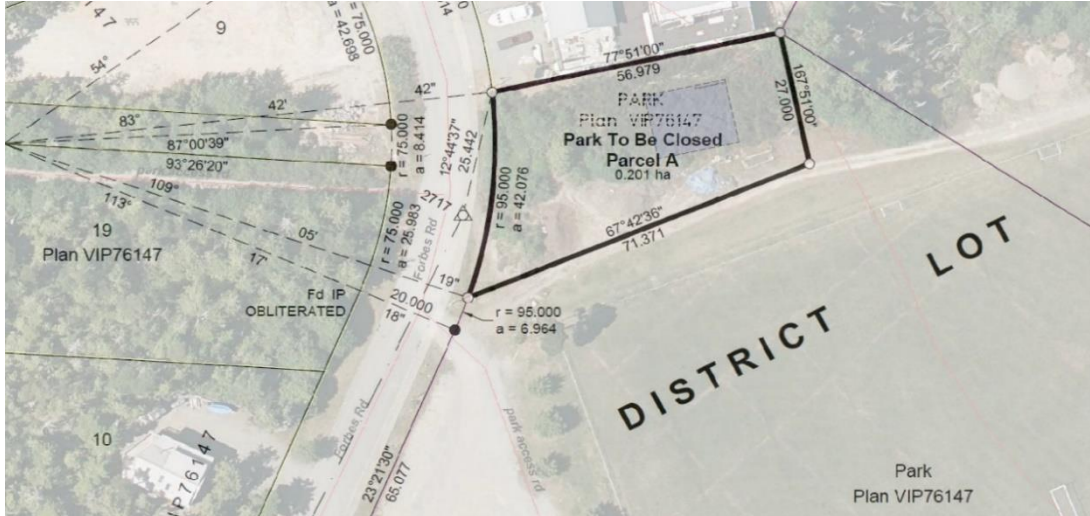 47
9
54"
r = 75.000
a = 42.698
42'
42"
83°
87°00'39"
93°26'20"
109°
113°
05'
17'
19"
18"
20.000
r = 75.000
a = 8.414
r = 75.000
a = 25.983
12°44'37"
25.442
2717
Forbes Rd
77°51'00"
56.979
167°51'00"
27.000
PARK
Plan VIP76147
Park To Be Closed
Parcel A
0.201 ha
r = 95.000
a = 42.076
67°42'36"
71.371
19
Plan VIP76147
Fd IP
OBLITERATED
r = 95.000
a = 6.964
DISTRICT LOT
10
VIP76147
Forbes Rd
23°21'30"
65.077
park access rd
Park
Plan VIP76147